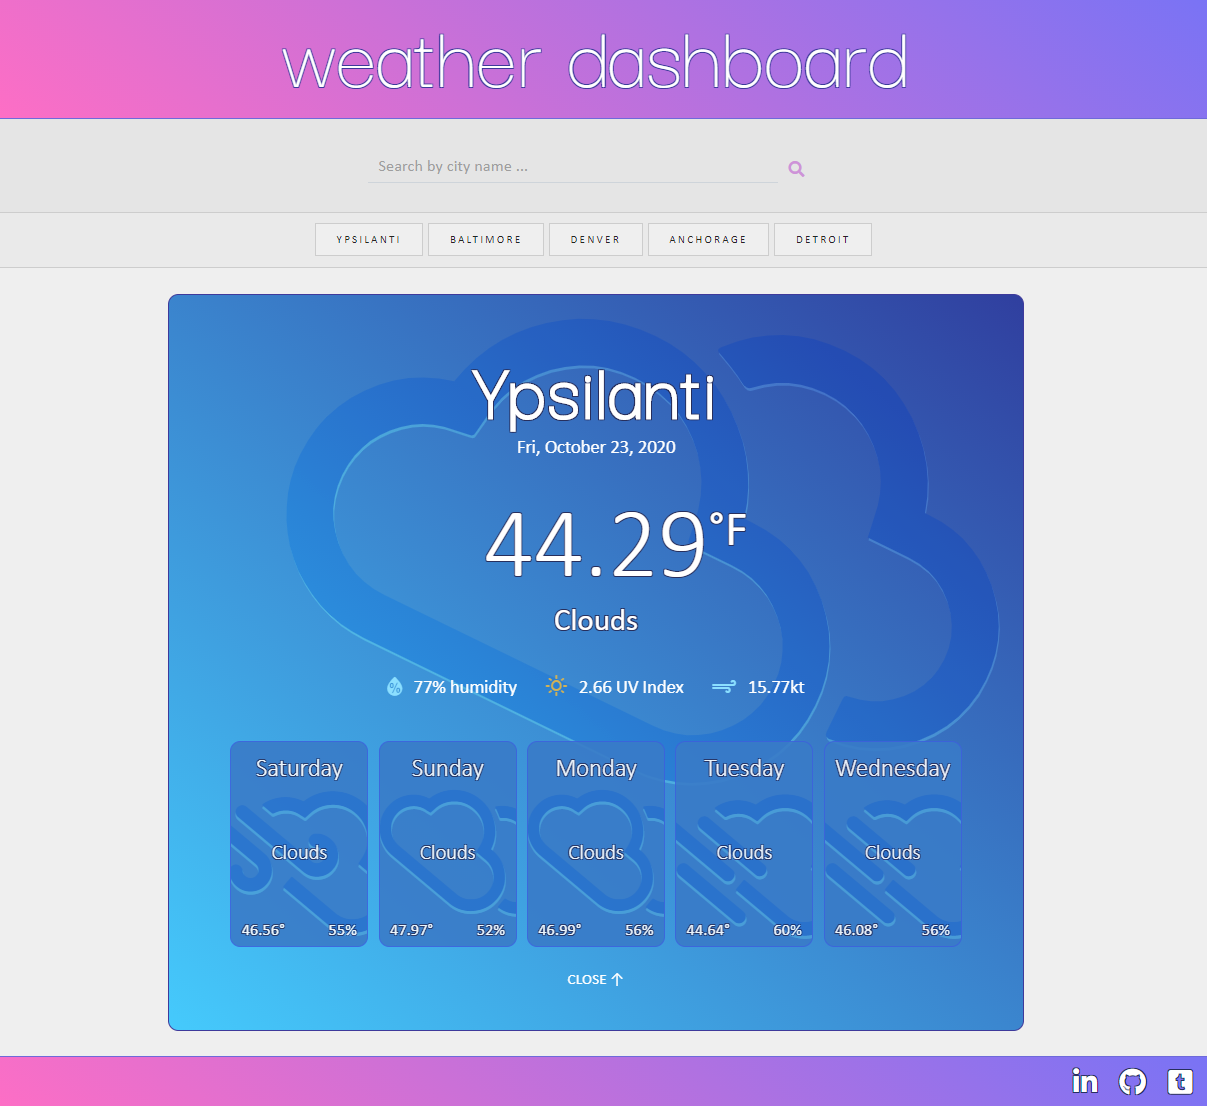 weather dashboard
Search by city name ...
YPSILANTI BALTIMORE DENVER ANCHORAGE DETROIT
Ypsilanti
Fri, October 23, 2020
44.29°F
Clouds
77% humidity 2.66 UV Index 15.77kt
Saturday Sunday Monday Tuesday Wednesday
Clouds Clouds Clouds Clouds Clouds
46.56° 55% 47.97° 52% 46.99° 56% 44.64° 60% 46.08° 56%
CLOSE ↑
in t